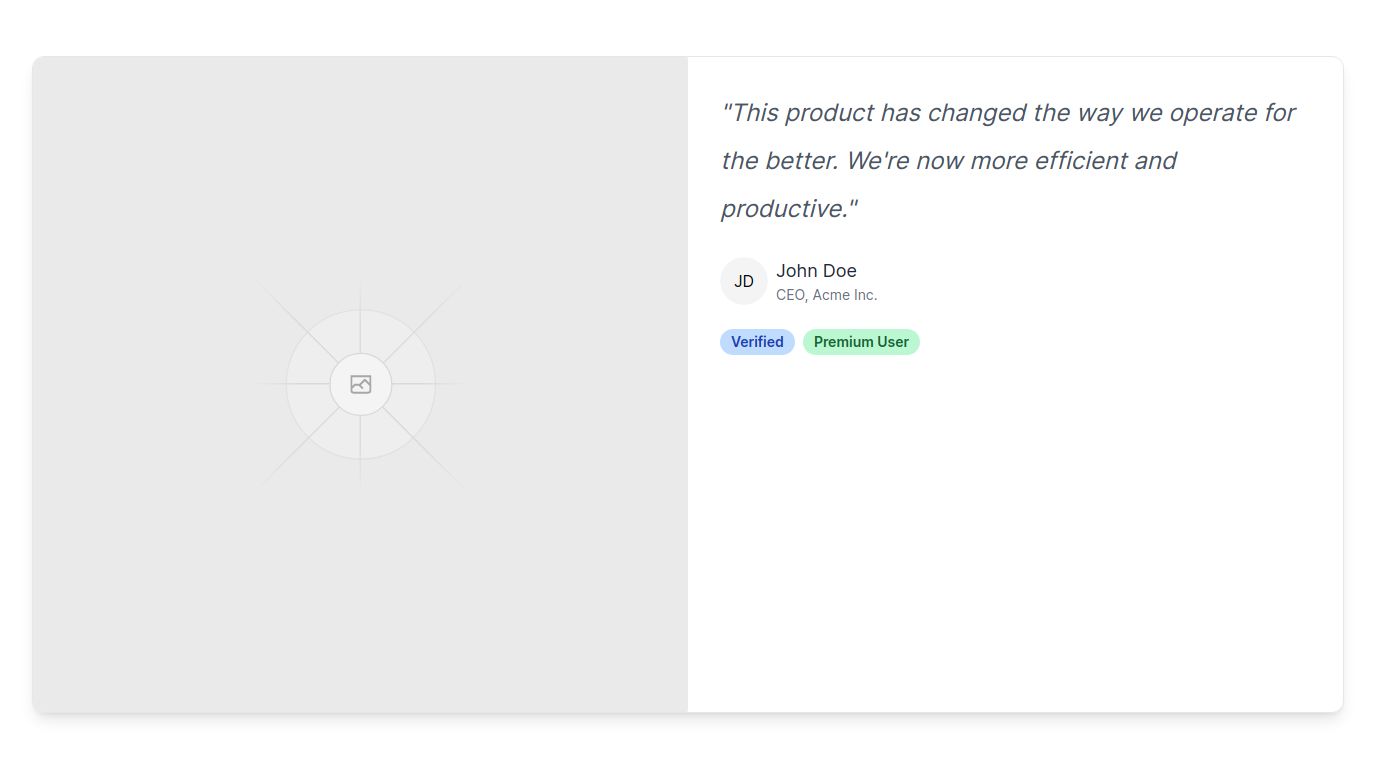 "This product has changed the way we operate for
the better. We're now more efficient and
productive."
JD
John Doe
CEO, Acme Inc.
Verified
Premium User